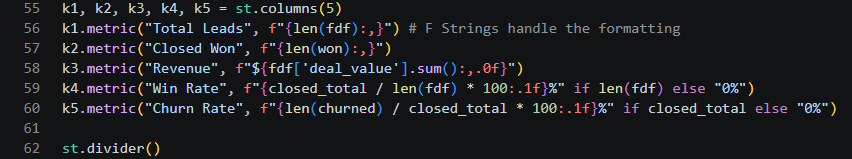 55 k1, k2, k3, k4, k5 = st.columns(5)
56 k1.metric("Total Leads", f"{len(fdf):,}") # F Strings handle the formatting
57 k2.metric("Closed Won", f"{len(won):,}")
58 k3.metric("Revenue", f"${fdf['deal_value'].sum():,.0f}")
59 k4.metric("Win Rate", f"{closed_total / len(fdf) * 100:.1f}%" if len(fdf) else "0%")
60 k5.metric("Churn Rate", f"{len(churned) / closed_total * 100:.1f}%" if closed_total else "0%")
61
62 st.divider()